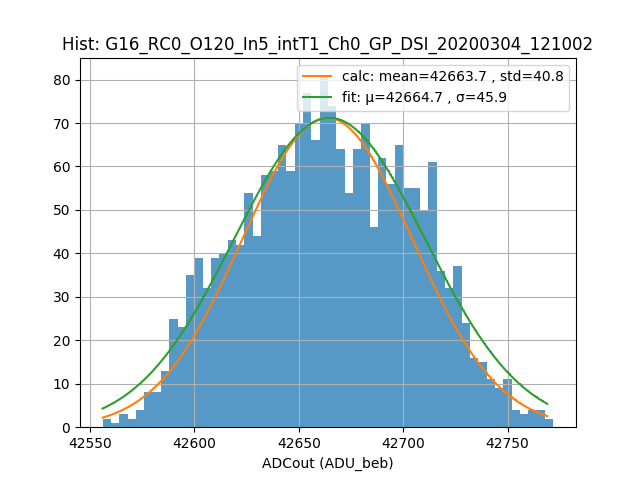 Hist: G16_RC0_O120_In5_intT1_Ch0_GP_DSI_20200304_121002
calc: mean=42663.7 , std=40.8
fit: μ=42664.7 , σ=45.9
80
70
60
50
40
30
20
10
0
42550 42600 42650 42700 42750
ADCout (ADU_beb)